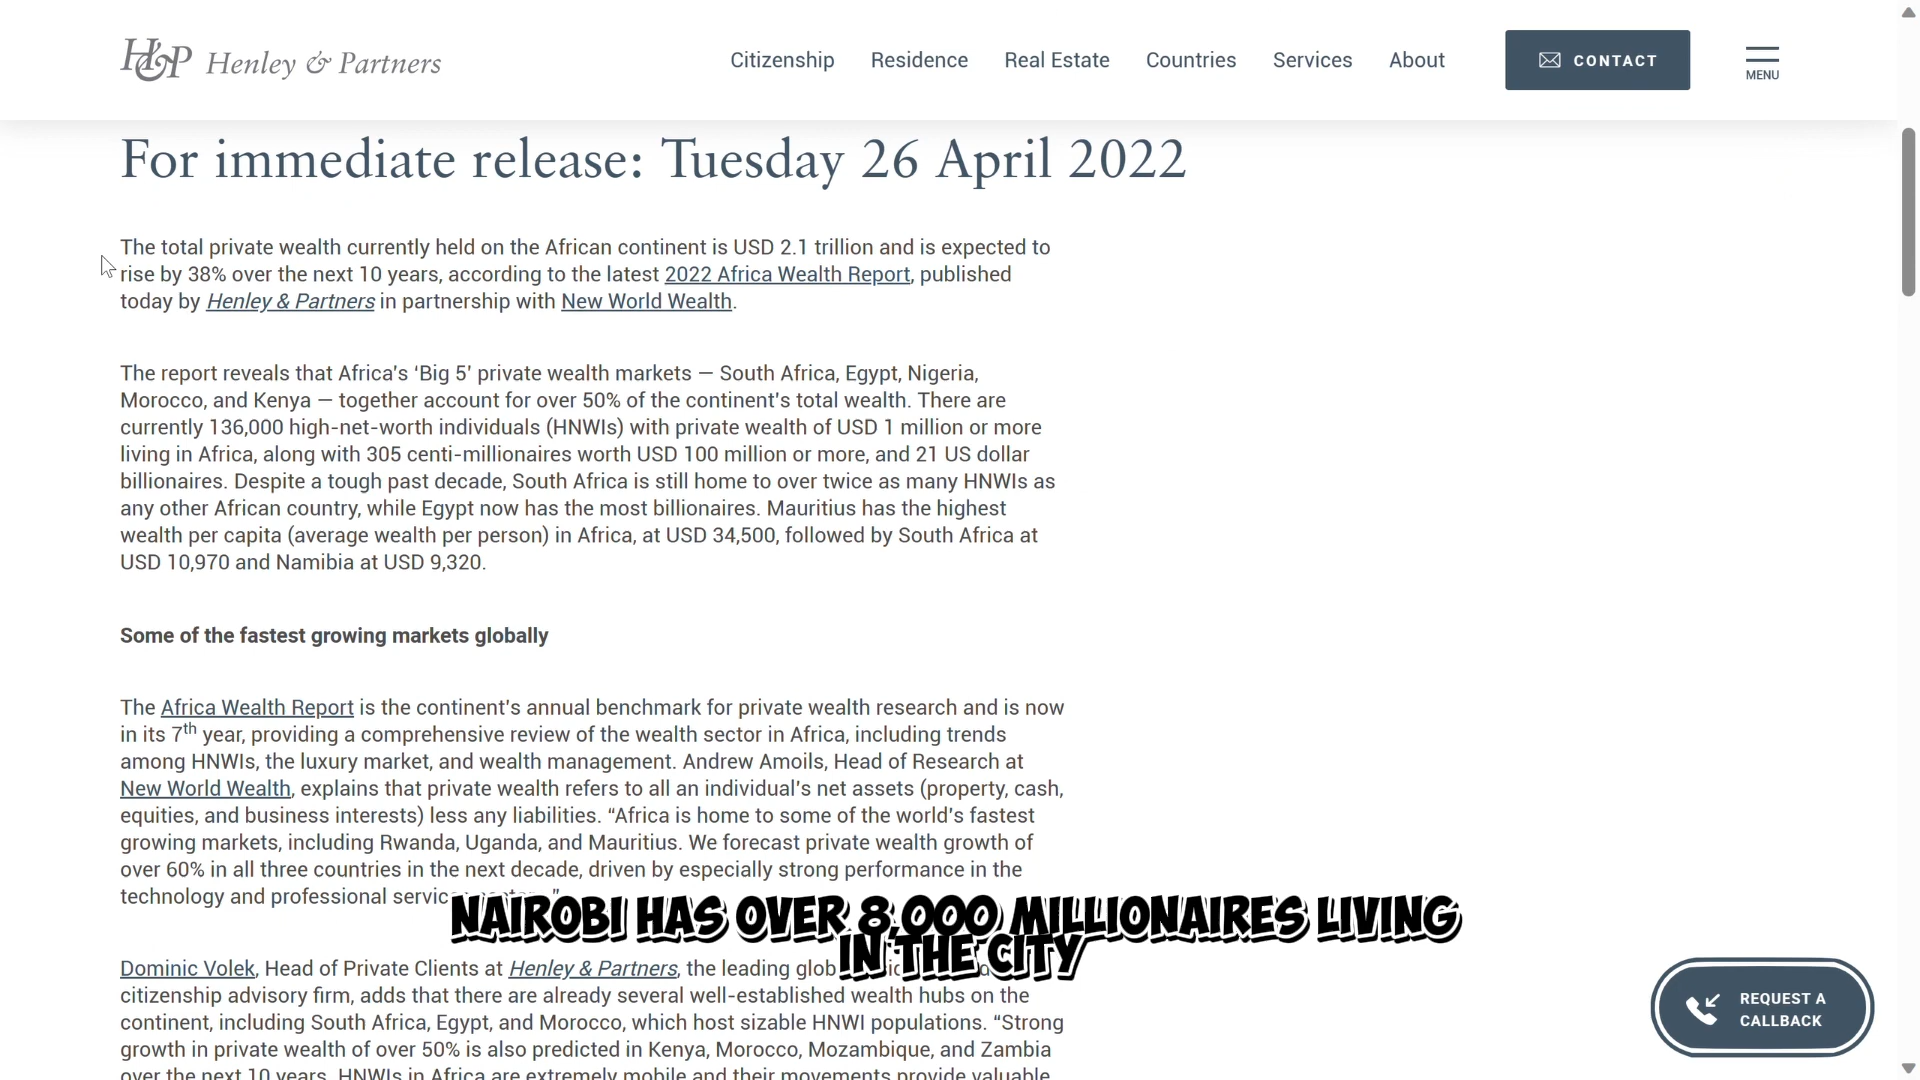 H&P Henley & Partners
Citizenship Residence Real Estate Countries Services About CONTACT MENU
For immediate release: Tuesday 26 April 2022
The total private wealth currently held on the African continent is USD 2.1 trillion and is expected to
rise by 38% over the next 10 years, according to the latest 2022 Africa Wealth Report, published
today by Henley & Partners in partnership with New World Wealth.
The report reveals that Africa's ‘Big 5’ private wealth markets — South Africa, Egypt, Nigeria,
Morocco, and Kenya — together account for over 50% of the continent's total wealth. There are
currently 136,000 high-net-worth individuals (HNWIs) with private wealth of USD 1 million or more
living in Africa, along with 305 centi-millionaires worth USD 100 million or more, and 21 US dollar
billionaires. Despite a tough past decade, South Africa is still home to over twice as many HNWIs as
any other African country, while Egypt now has the most billionaires. Mauritius has the highest
wealth per capita (average wealth per person) in Africa, at USD 34,500, followed by South Africa at
USD 10,970 and Namibia at USD 9,320.
Some of the fastest growing markets globally
The Africa Wealth Report is the continent's annual benchmark for private wealth research and is now
in its 7th year, providing a comprehensive review of the wealth sector in Africa, including trends
among HNWIs, the luxury market, and wealth management. Andrew Amoils, Head of Research at
New World Wealth, explains that private wealth refers to all an individual's net assets (property, cash,
equities, and business interests) less any liabilities. “Africa is home to some of the world's fastest
growing markets, including Rwanda, Uganda, and Mauritius. We forecast private wealth growth of
over 60% in all three countries in the next decade, driven by especially strong performance in the
technology and professional
NAIROBI HAS OVER 8,000 MILLIONAIRES LIVING
IN THE CITY
Dominic Volek, Head of Private Clients at Henley & Partners, the leading
citizenship advisory firm, adds that there are already several well-established wealth hubs on the
continent, including South Africa, Egypt, and Morocco, which host sizable HNWI populations. “Strong
growth in private wealth of over 50% is also predicted in Kenya, Morocco, Mozambique, and Zambia
over the next 10 years. HNWIs in Africa are extremely mobile and their movements provide valuable
REQUEST A
CALLBACK